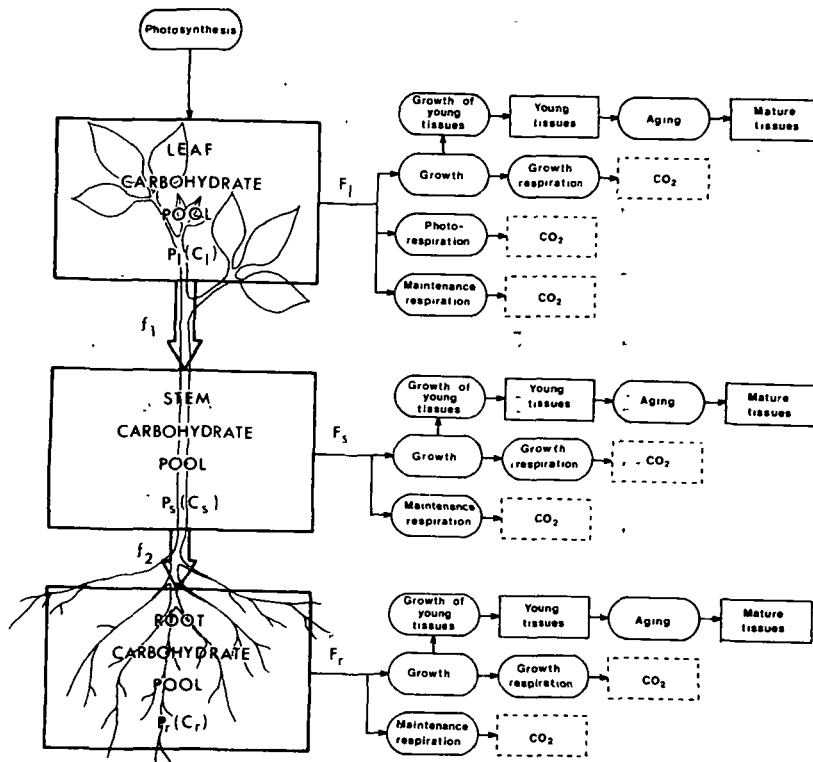 Photosynthesis
LEAF
CARBOHYDRATE
POOL
P_l(C_l)
F_l
Growth of
young
tissues
Young
tissues
Aging
Mature
tissues
Growth
Growth
respiration
CO₂
Photo-
respiration
CO₂
Maintenance
respiration
CO₂
f₁
STEM
CARBOHYDRATE
POOL
P_s(C_s)
F_s
Growth of
young
tissues
Young
tissues
Aging
Mature
tissues
Growth
Growth
respiration
CO₂
Maintenance
respiration
CO₂
f₂
ROOT
CARBOHYDRATE
POOL
P_r(C_r)
F_r
Growth of
young
tissues
Young
tissues
Aging
Mature
tissues
Growth
Growth
respiration
CO₂
Maintenance
respiration
CO₂